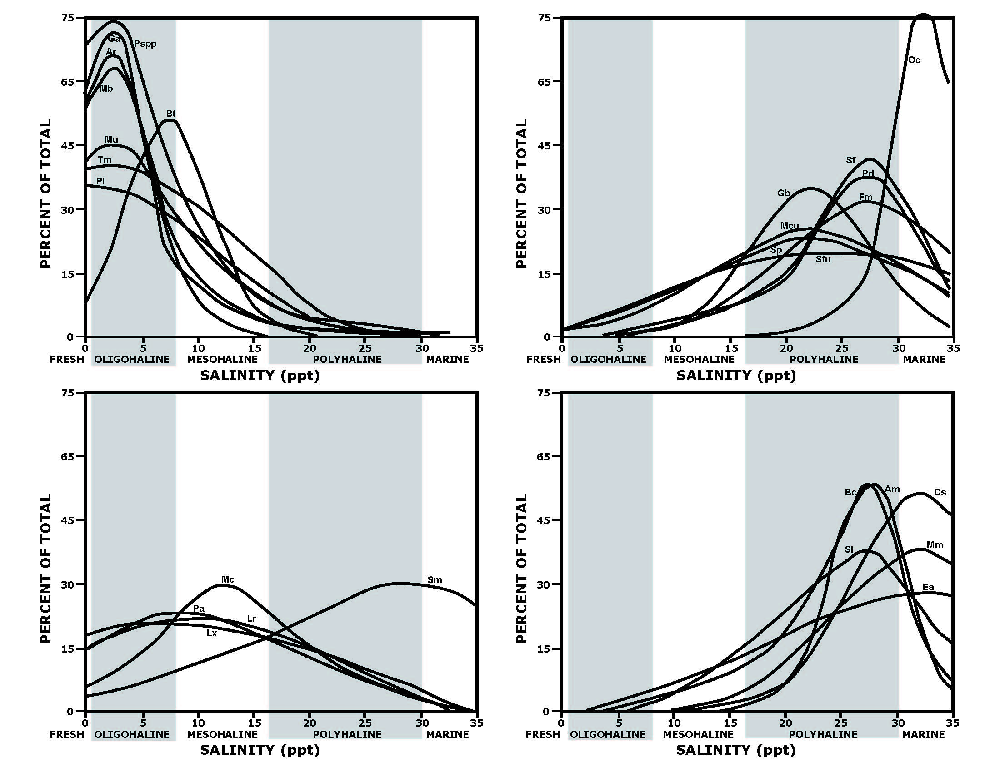 75
65
45
30
15
0
PERCENT OF TOTAL
Ga
Pspp
Ar
Mb
Bt
Mu
Tm
Pl
0 5 10 15 20 25 30 35
FRESH OLIGOHALINE MESOHALINE POLYHALINE MARINE
SALINITY (ppt)
75
65
45
30
15
0
PERCENT OF TOTAL
Oc
Sf
Pd
Gb
Fm
Mcu
Sp
Sfu
0 5 10 15 20 25 30 35
FRESH OLIGOHALINE MESOHALINE POLYHALINE MARINE
SALINITY (ppt)
75
65
45
30
15
0
PERCENT OF TOTAL
Mc
Sm
Pa
Lr
Lx
0 5 10 15 20 25 30 35
FRESH OLIGOHALINE MESOHALINE POLYHALINE MARINE
SALINITY (ppt)
75
65
45
30
15
0
PERCENT OF TOTAL
Bc
Am
Cs
Sl
Mm
Ea
0 5 10 15 20 25 30 35
FRESH OLIGOHALINE MESOHALINE POLYHALINE MARINE
SALINITY (ppt)